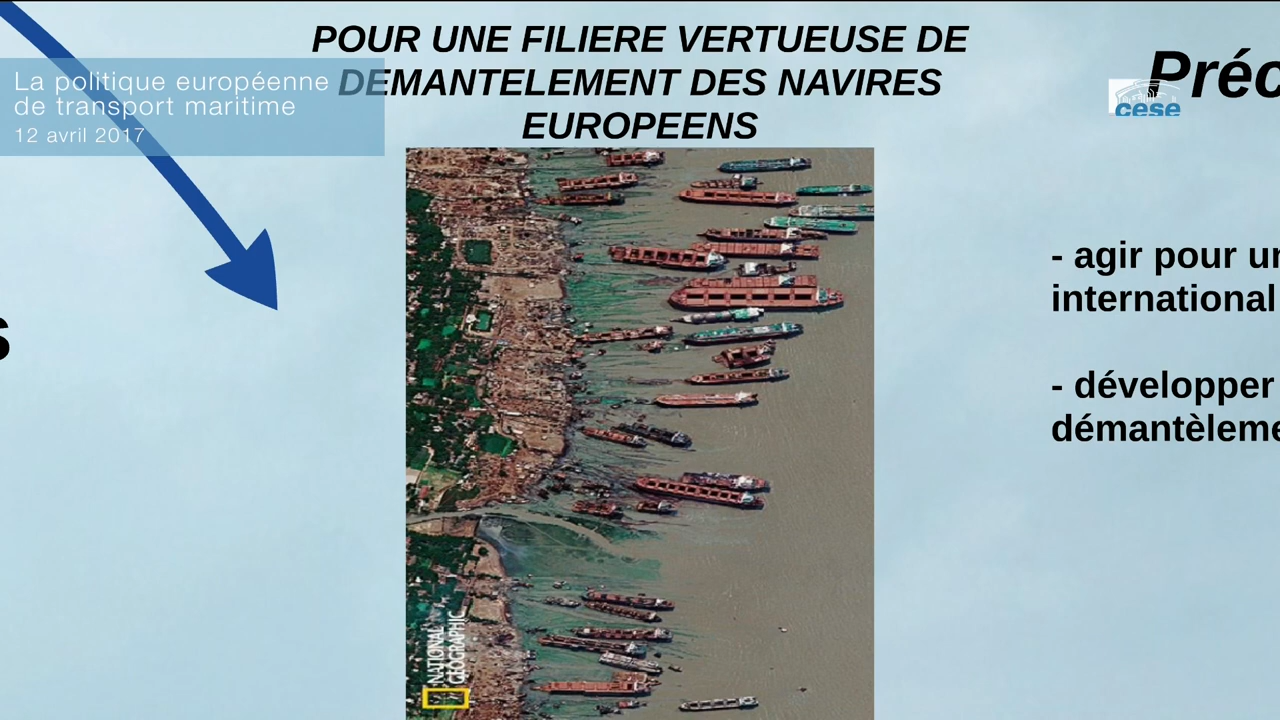 POUR UNE FILIERE VERTUEUSE DE
DEMANTELEMENT DES NAVIRES
EUROPEENS
La politique européenne
de transport maritime
12 avril 2017
Préc
cese
- agir pour un
international
- développer
démantèleme
s
NATIONAL
GEOGRAPHIC